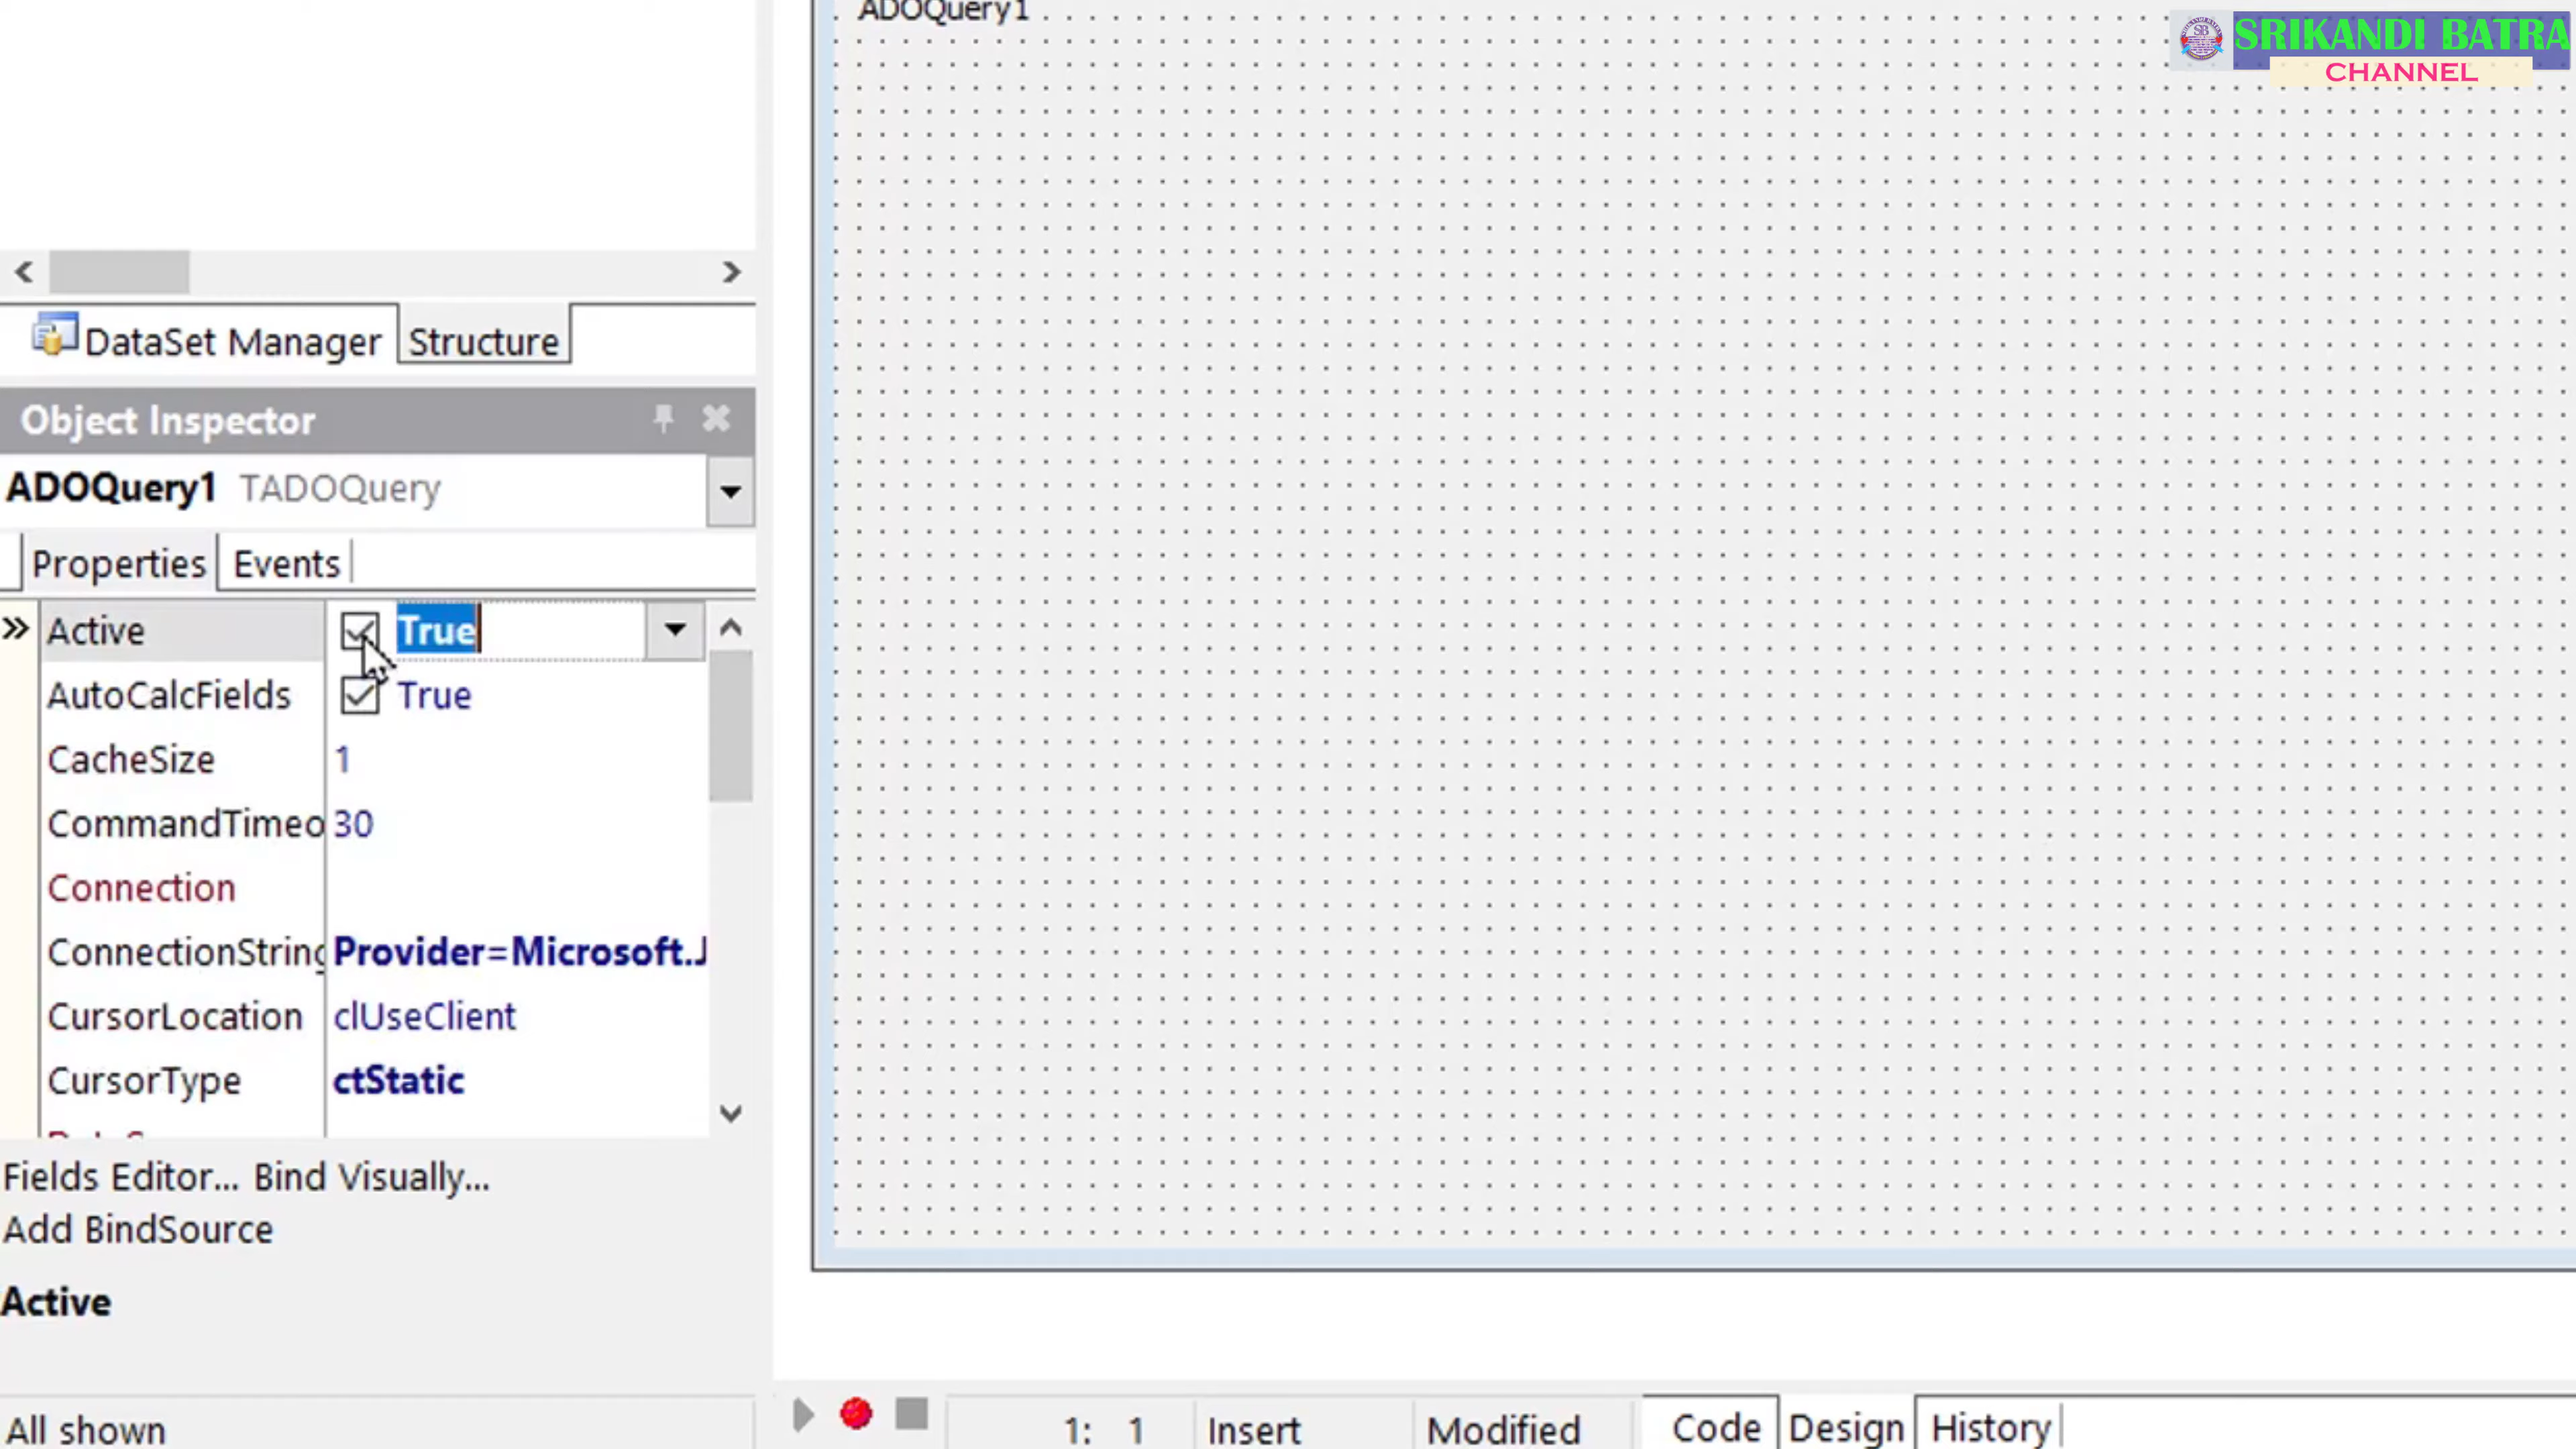 ADOQuery1
SRIKANDI BATRA
CHANNEL
DataSet Manager
Structure
Object Inspector
ADOQuery1 TADOQuery
Properties Events
Active True
AutoCalcFields True
CacheSize 1
CommandTimeo 30
Connection
ConnectionString Provider=Microsoft.J
CursorLocation clUseClient
CursorType ctStatic
Fields Editor... Bind Visually...
Add BindSource
Active
All shown
1: 1 Insert Modified Code Design History